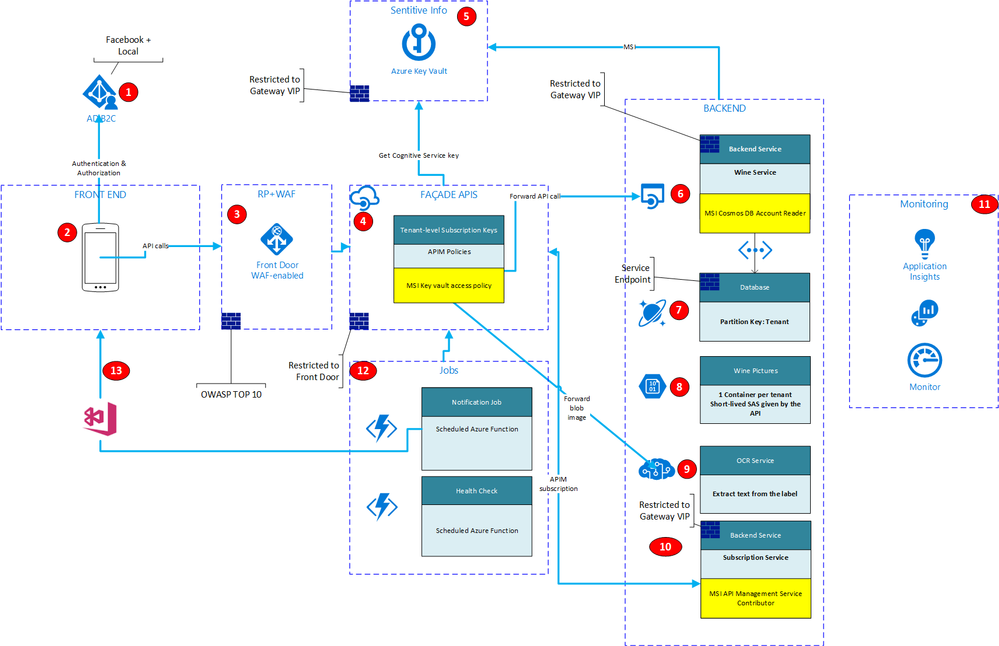 Sentitive Info
5
Azure Key Vault
Facebook +
Local
1
AD B2C
Authentication &
Authorization
Restricted to
Gateway VIP
MSI
Restricted to
Gateway VIP
Get Cognitive Service key
FRONT END
2
API calls
RP+WAF
3
Front Door
WAF-enabled
OWASP TOP 10
FAÇADE APIS
4
Tenant-level Subscription Keys
APIM Policies
MSI Key vault access policy
Forward API call
Restricted to
Front Door
12
Jobs
Notification Job
Scheduled Azure Function
Health Check
Scheduled Azure Function
13
Forward
blob
image
APIM
subscription
BACKEND
Backend Service
Wine Service
6
MSI Cosmos DB Account Reader
Service
Endpoint
Database
7
Partition Key: Tenant
Wine Pictures
8
10
01
1 Container per tenant
Short-lived SAS given by the
API
9
OCR Service
Extract text from the label
Restricted to
Gateway VIP
10
Backend Service
Subscription Service
MSI API Management Service
Contributor
Monitoring
11
Application
Insights
Monitor